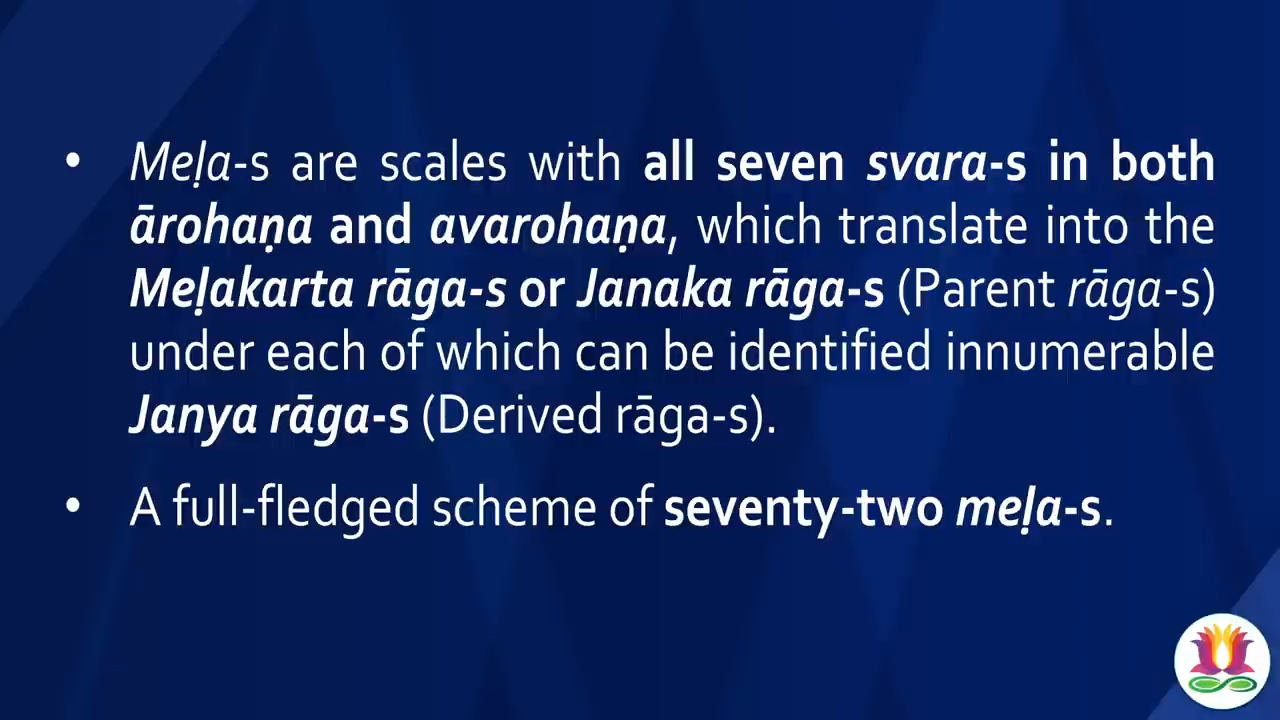 • Meḷa-s are scales with all seven svara-s in both
ārohaṇa and avarohaṇa, which translate into the
Meḷakarta rāga-s or Janaka rāga-s (Parent rāga-s)
under each of which can be identified innumerable
Janya rāga-s (Derived rāga-s).
• A full-fledged scheme of seventy-two meḷa-s.